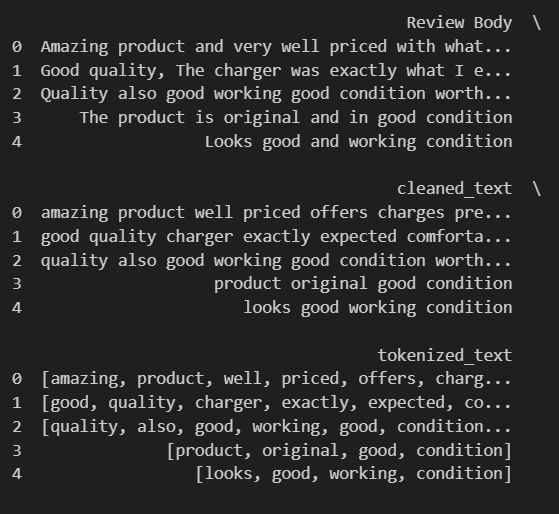 Review Body  \
0  Amazing product and very well priced with what...
1  Good quality, The charger was exactly what I e...
2  Quality also good working good condition worth...
3  The product is original and in good condition
4  Looks good and working condition
cleaned_text  \
0  amazing product well priced offers charges pre...
1  good quality charger exactly expected comforta...
2  quality also good working good condition worth...
3  product original good condition
4  looks good working condition
tokenized_text
0  [amazing, product, well, priced, offers, charg...
1  [good, quality, charger, exactly, expected, co...
2  [quality, also, good, working, good, condition...
3  [product, original, good, condition]
4  [looks, good, working, condition]